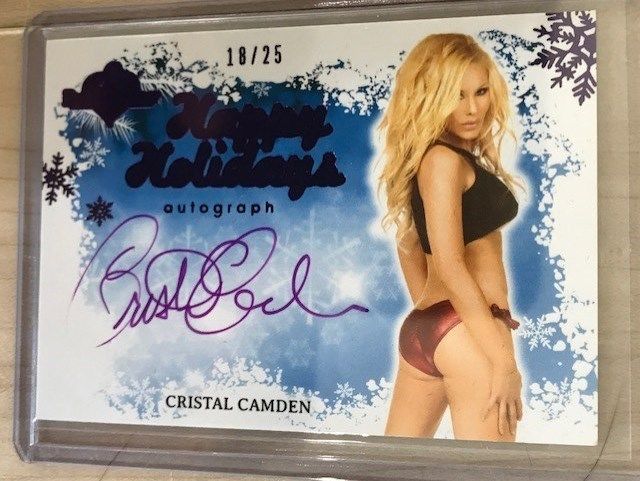 18/25
Happy
Holidays
autograph
CRISTAL CAMDEN